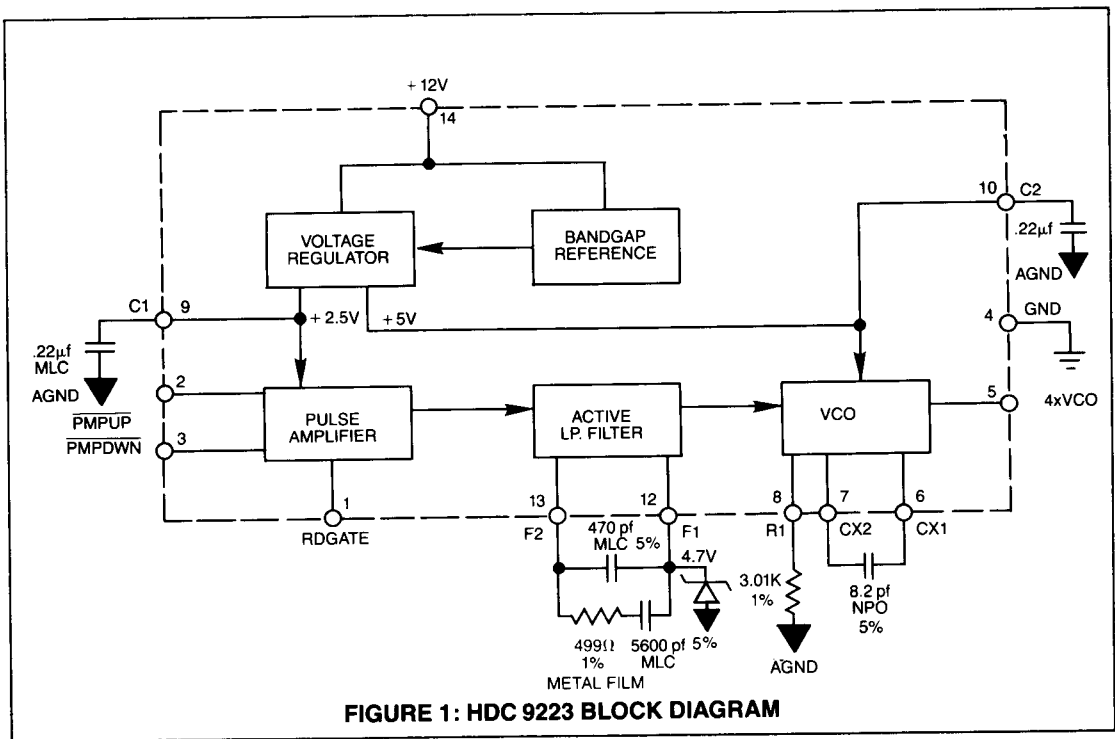 +12V
14
10
C2
.22µf
AGND
VOLTAGE
REGULATOR
BANDGAP
REFERENCE
C1
9
+2.5V
+5V
4
GND
.22µf
MLC
AGND
2
PMPUP
PMPDWN
3
PULSE
AMPLIFIER
ACTIVE
LP. FILTER
VCO
5
4xVCO
1
RDGATE
13
F2
12
F1
8
R1
7
CX2
6
CX1
470 pf
MLC 5%
4.7V
499Ω
1%
METAL FILM
5600 pf
MLC
5%
3.01K
1%
AGND
8.2 pf
NPO
5%
FIGURE 1: HDC 9223 BLOCK DIAGRAM